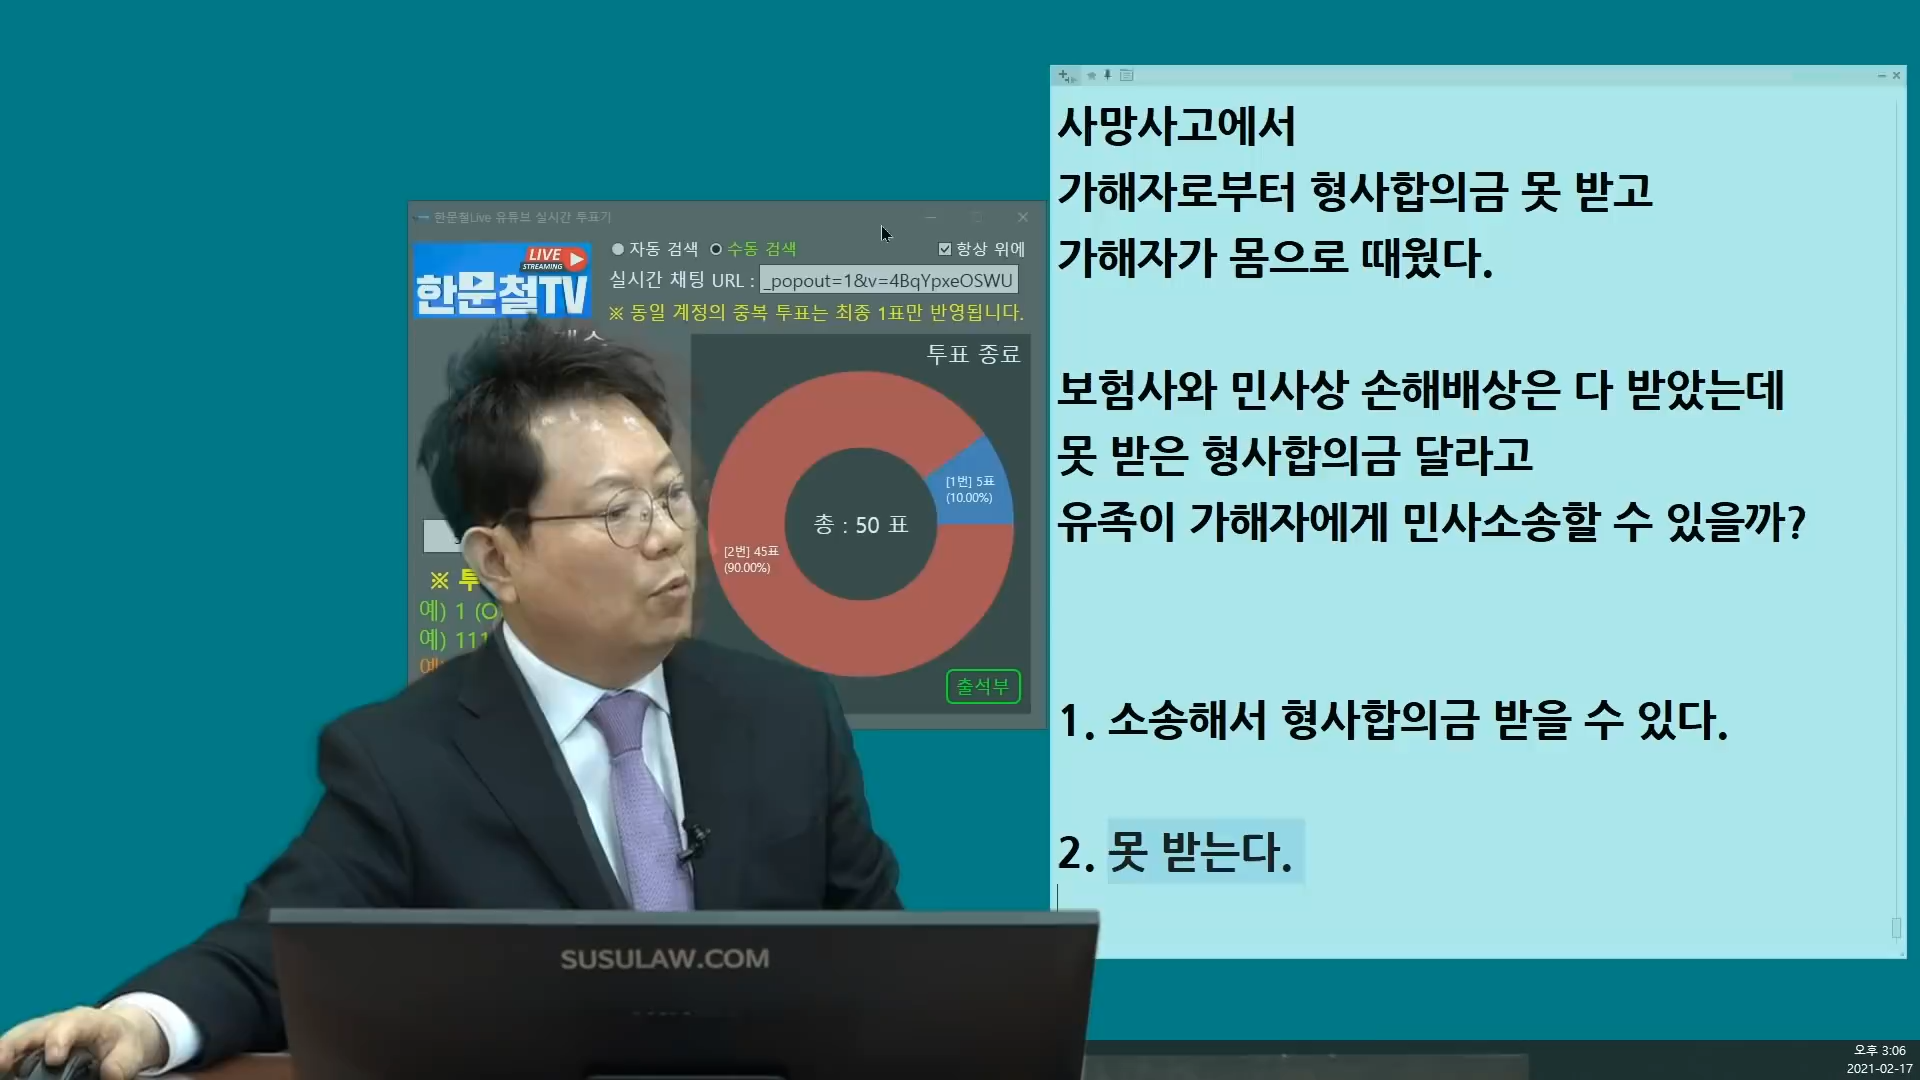 사망사고에서
가해자로부터 형사합의금 못 받고
가해자가 몸으로 때웠다.
보험사와 민사상 손해배상은 다 받았는데
못 받은 형사합의금 달라고
유족이 가해자에게 민사소송할 수 있을까?
1. 소송해서 형사합의금 받을 수 있다.
2. 못 받는다.
한문철Live 유튜브 실시간 투표기
LIVE
STREAMING
한문철TV
자동 검색 수동 검색 항상 위에
실시간 채팅 URL : _popout=1&v=4BqYpxeOSWU
※ 동일 계정의 중복 투표는 최종 1표만 반영됩니다.
투표 종료
[1번] 5표
(10.00%)
총 : 50 표
[2번] 45표
(90.00%)
※ 투
예) 1 (O
예) 111
출석부
SUSULAW.COM
오후 3:06
2021-02-17